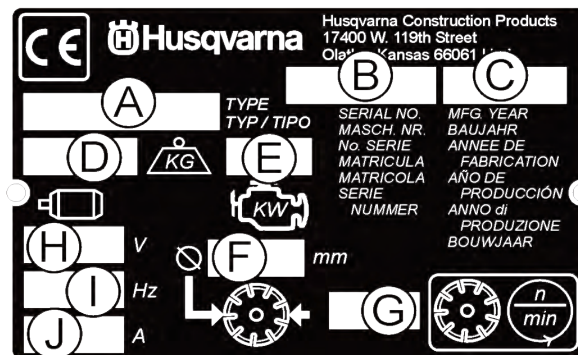 CE
Husqvarna
Husqvarna Construction Products
17400 W. 119th Street
Kansas 66061
B
C
A
TYPE
TYP / TIPO
SERIAL NO.
MASCH. NR.
No. SERIE
MATRICULA
MATRICOLA
SERIE
NUMMER
MFG. YEAR
BAUJAHR
ANNEE DE
FABRICATION
AÑO DE
PRODUCCIÓN
ANNO di
PRODUZIONE
BOUWJAAR
D
KG
E
KW
H
V
F
mm
I
Hz
G
n
min
J
A